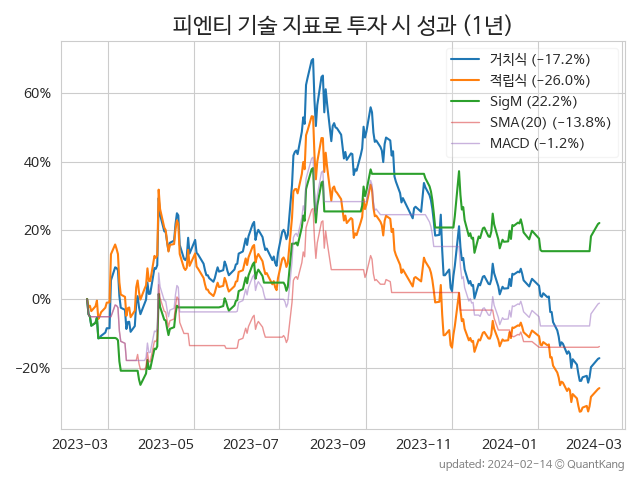 피엔티 기술 지표로 투자 시 성과 (1년)
거치식 (−17.2%)
적립식 (−26.0%)
SigM (22.2%)
SMA(20) (−13.8%)
MACD (−1.2%)
60%
40%
20%
0%
−20%
2023-03 2023-05 2023-07 2023-09 2023-11 2024-01 2024-03
updated: 2024-02-14 © QuantKang